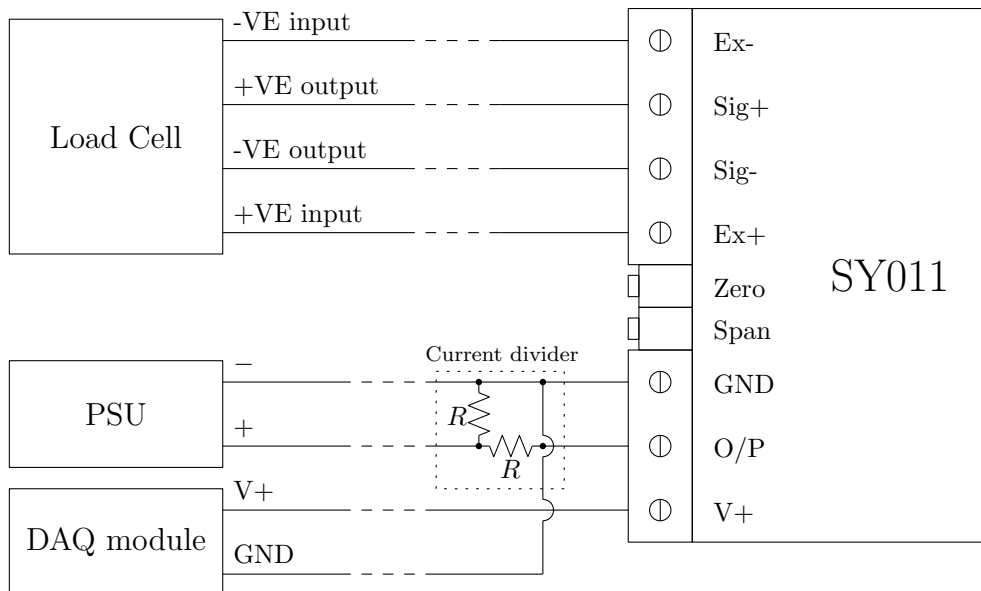 -VE input
Ex-
+VE output
Sig+
Load Cell
-VE output
Sig-
+VE input
Ex+
SY011
Zero
Span
Current divider
−
GND
PSU
R
+
O/P
R
V+
V+
DAQ module
GND